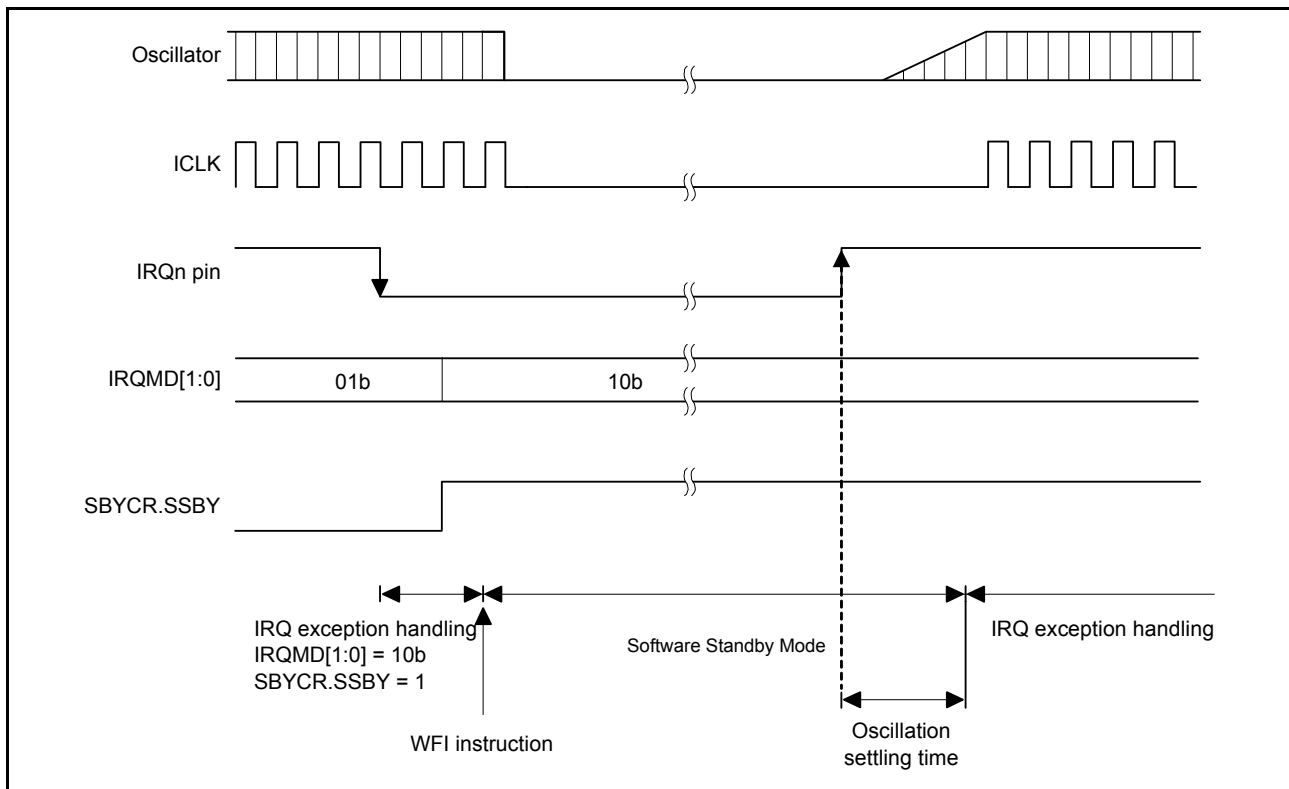 Oscillator
ICLK
IRQn pin
IRQMD[1:0]
01b
10b
SBYCR.SSBY
IRQ exception handling
IRQMD[1:0] = 10b
SBYCR.SSBY = 1
WFI instruction
Software Standby Mode
Oscillation
settling time
IRQ exception handling